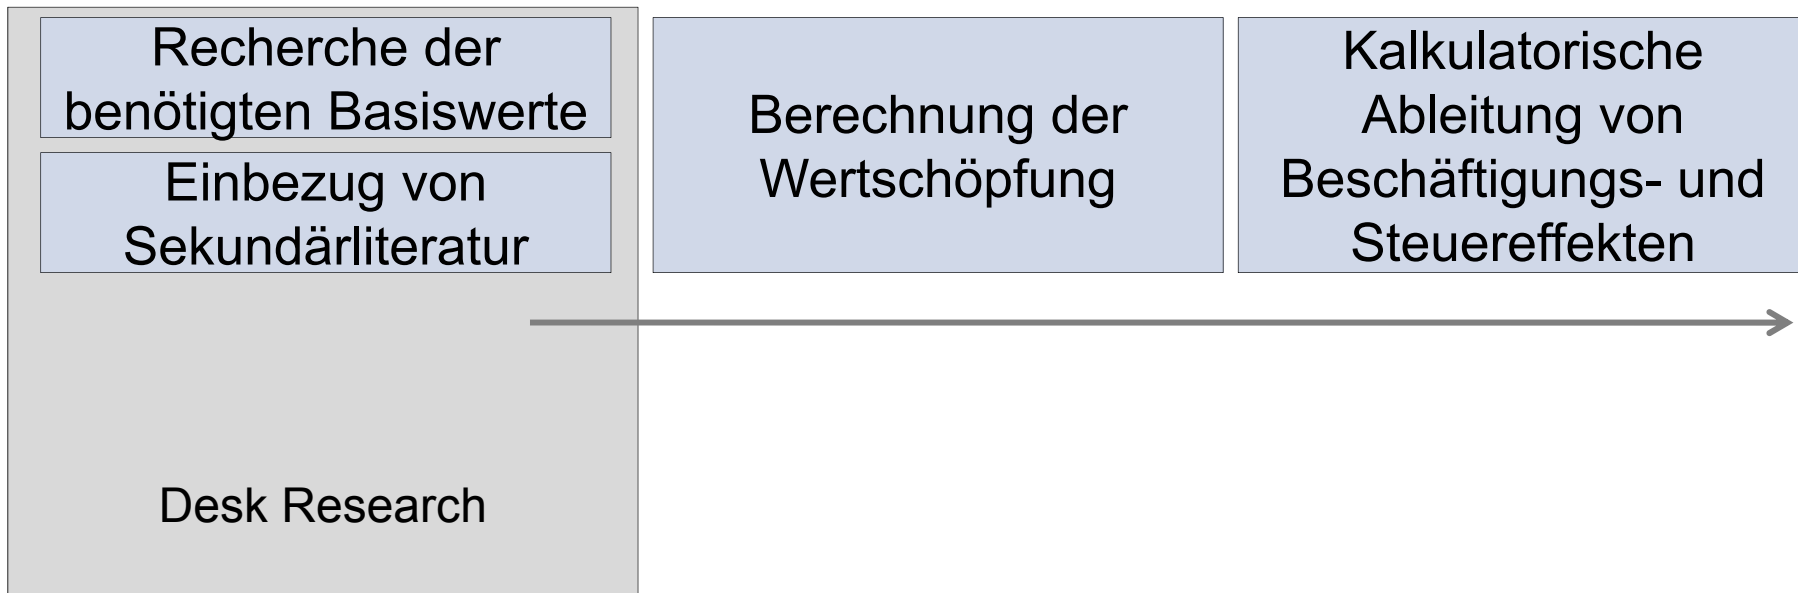 Recherche der
benötigten Basiswerte
Einbezug von
Sekundärliteratur
Berechnung der
Wertschöpfung
Kalkulatorische
Ableitung von
Beschäftigungs- und
Steuereffekten
Desk Research